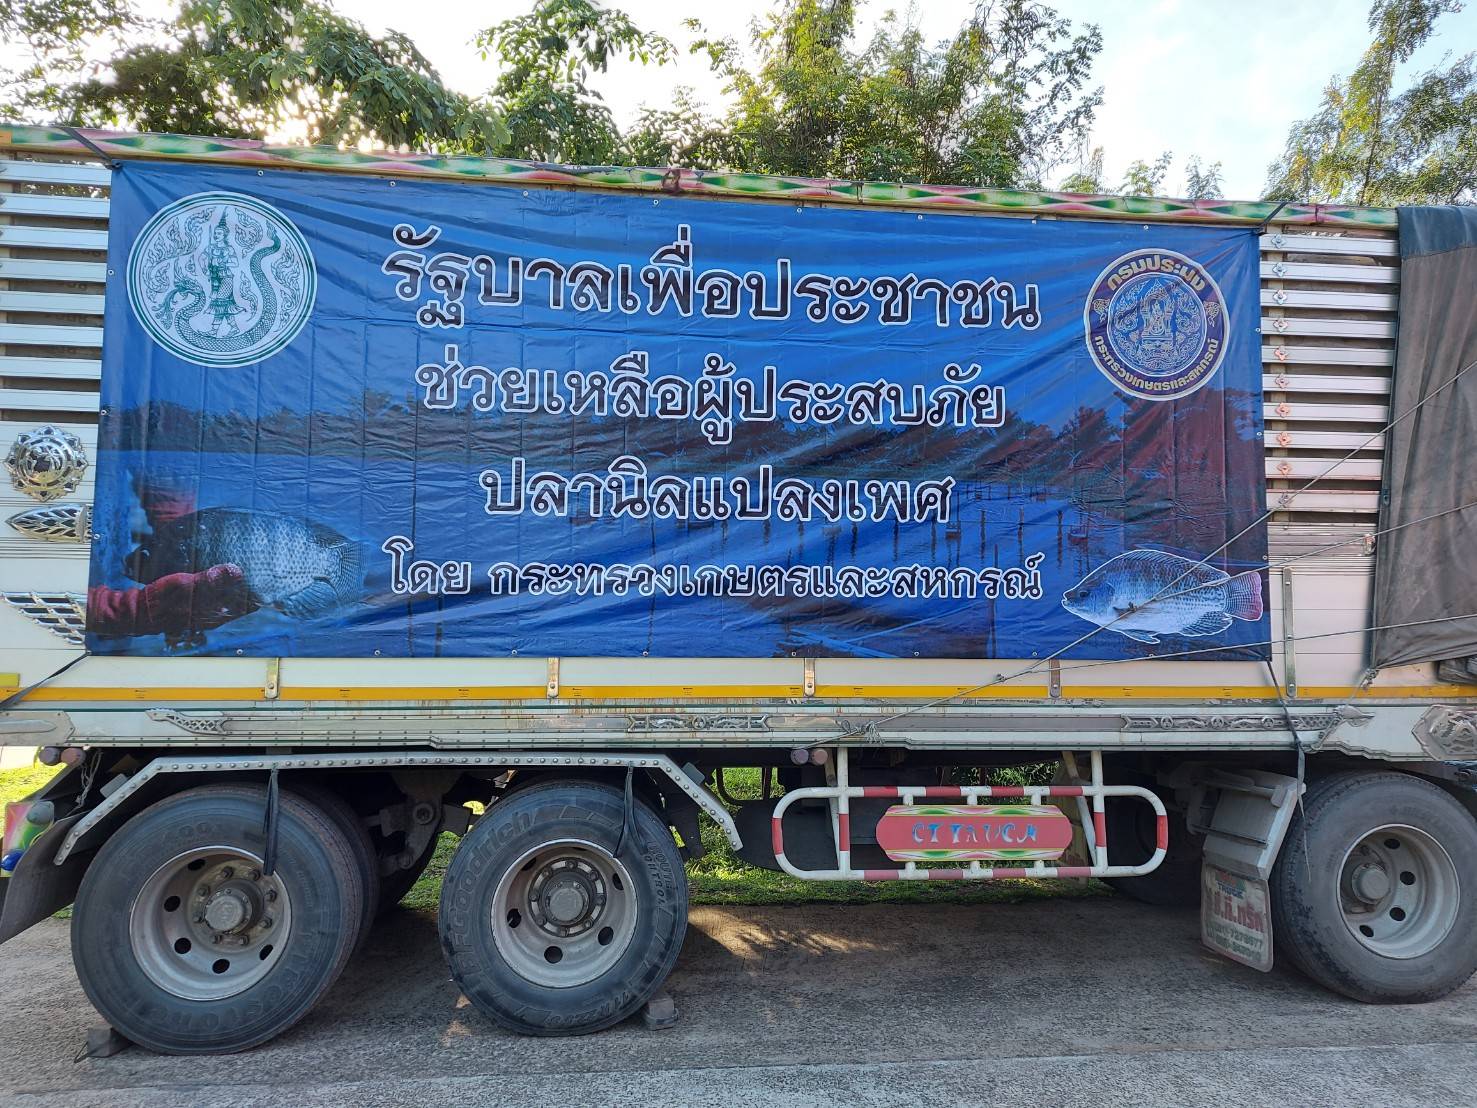 รัฐบาลเพื่อประชาชน
กรมประมง
กระทรวงเกษตรและสหกรณ์
ช่วยเหลือผู้ประสบภัย
ปลานิลแปลงเพศ
โดย กระทรวงเกษตรและสหกรณ์
CT TRUCK
BFGoodrich
Firestone